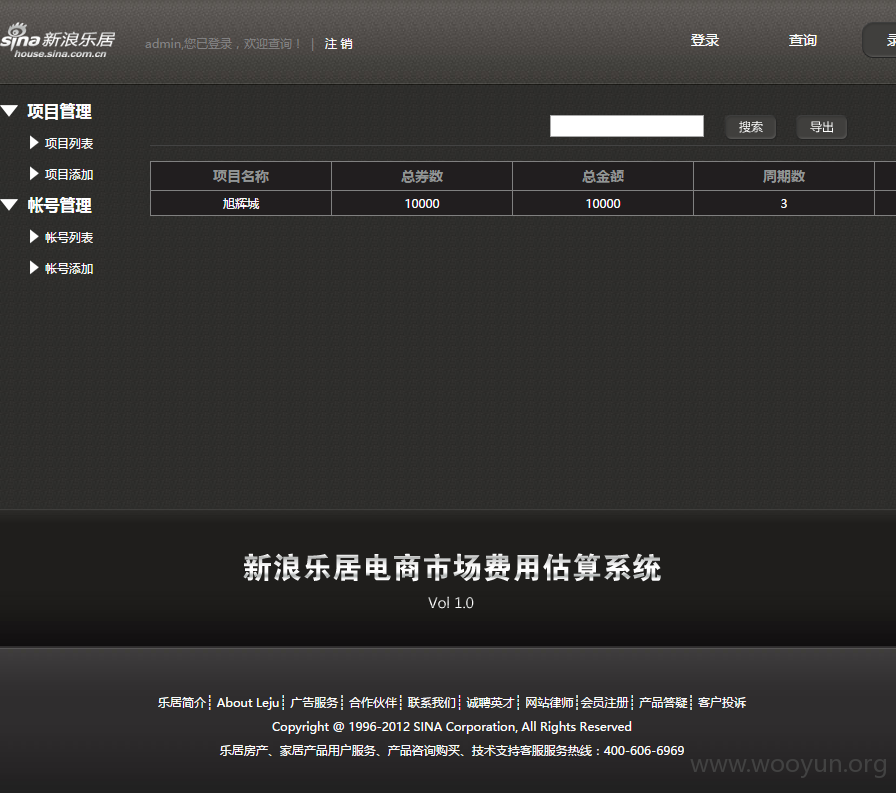 sina 新浪乐居
house.sina.com.cn
admin,您已登录，欢迎查询！ | 注 销
登录
查询
项目管理
项目列表
项目添加
帐号管理
帐号列表
帐号添加
搜索
导出
项目名称 总券数 总金额 周期数
旭辉城 10000 10000 3
新浪乐居电商市场费用估算系统
Vol 1.0
乐居简介┊ About Leju┊ 广告服务┊ 合作伙伴┊ 联系我们┊ 诚聘英才┊ 网站律师┊会员注册┊ 产品答疑┊ 客户投诉
Copyright @ 1996-2012 SINA Corporation, All Rights Reserved
乐居房产、家居产品用户服务、产品咨询购买、技术支持客服服务热线：400-606-6969
www.wooyun.org